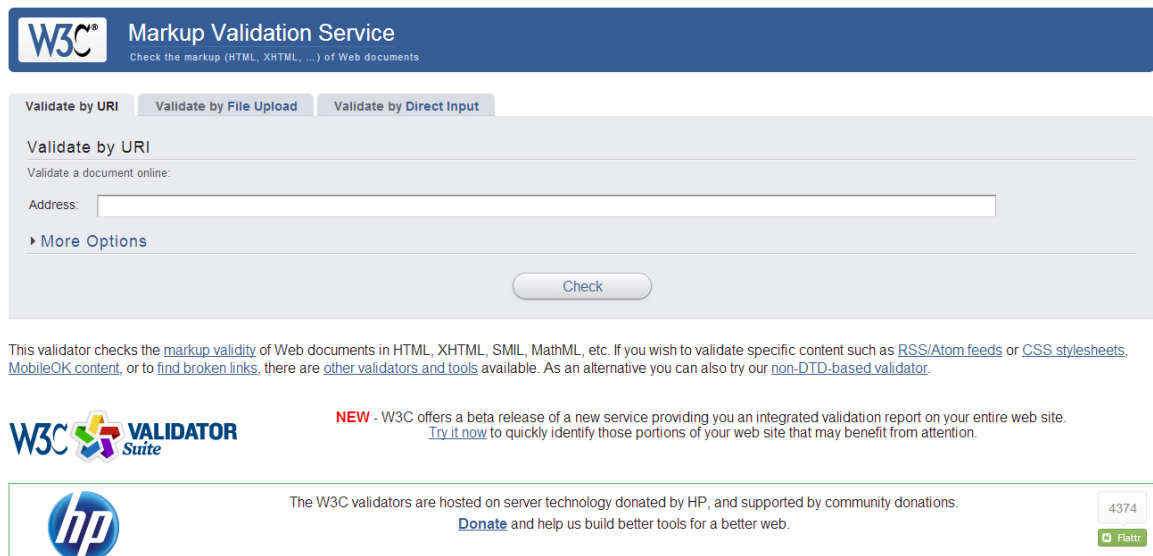 W3C® Markup Validation Service
Check the markup (HTML, XHTML, ...) of Web documents
Validate by URI Validate by File Upload Validate by Direct Input
Validate by URI
Validate a document online:
Address:
More Options
Check
This validator checks the markup validity of Web documents in HTML, XHTML, SMIL, MathML, etc. If you wish to validate specific content such as RSS/Atom feeds or CSS stylesheets,
MobileOK content, or to find broken links, there are other validators and tools available. As an alternative you can also try our non-DTD-based validator.
W3C VALIDATOR
Suite
NEW - W3C offers a beta release of a new service providing you an integrated validation report on your entire web site.
Try it now to quickly identify those portions of your web site that may benefit from attention.
hp
The W3C validators are hosted on server technology donated by HP, and supported by community donations.
Donate and help us build better tools for a better web.
4374
Flattr